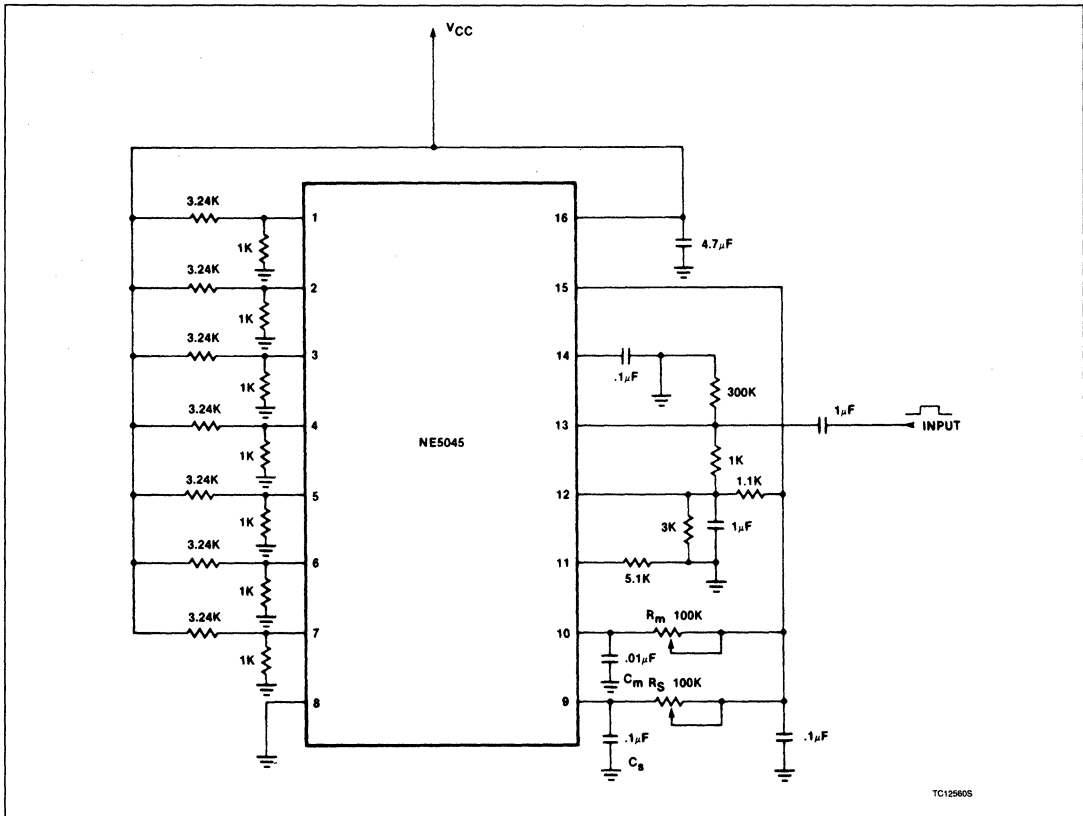 VCC
3.24K
1
16
1K
4.7μF
3.24K
2
15
1K
3.24K
3
14
1K
.1μF
300K
3.24K
4
13
1μF
INPUT
1K
NE5045
1K
1.1K
3.24K
5
12
1K
3K
1μF
3.24K
6
11
5.1K
1K
3.24K
Rm 100K
7
10
1K
.01μF
Cm RS 100K
8
9
.1μF
.1μF
Cs
TC12560S